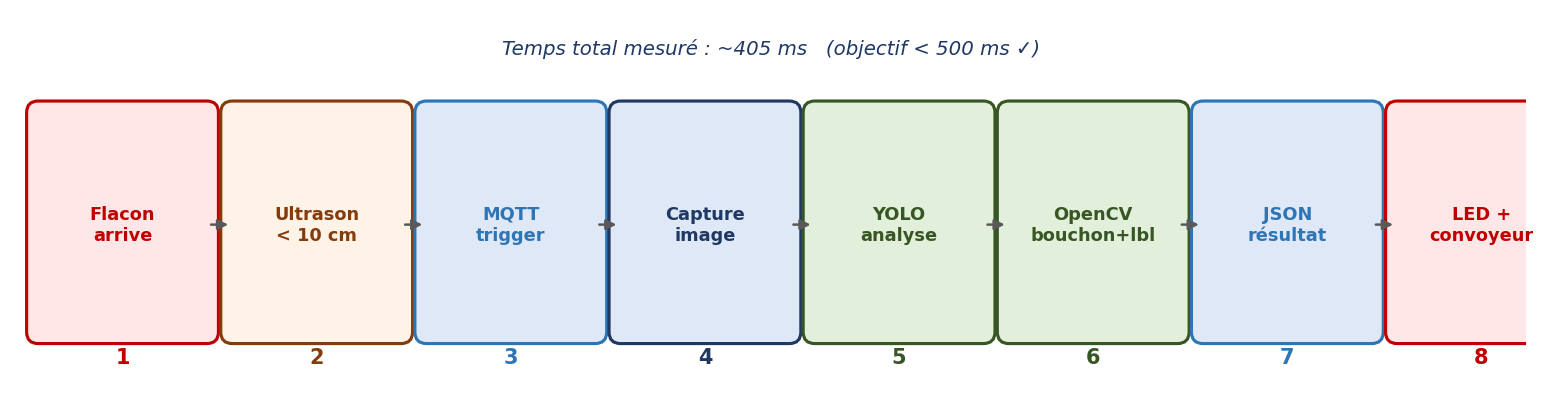 Temps total mesuré : ~405 ms   (objectif < 500 ms ✓)
Flacon
arrive
Ultrason
< 10 cm
MQTT
trigger
Capture
image
YOLO
analyse
OpenCV
bouchon+lbl
JSON
résultat
LED +
convoyeur
1
2
3
4
5
6
7
8